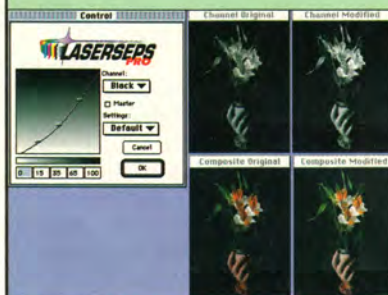 Control
LASERSEPS
PRO
Channel:
Black
Master
Settings:
Default
Cancel
OK
0 15 35 65 100
Channel Original
Channel Modified
Composite Original
Composite Modified